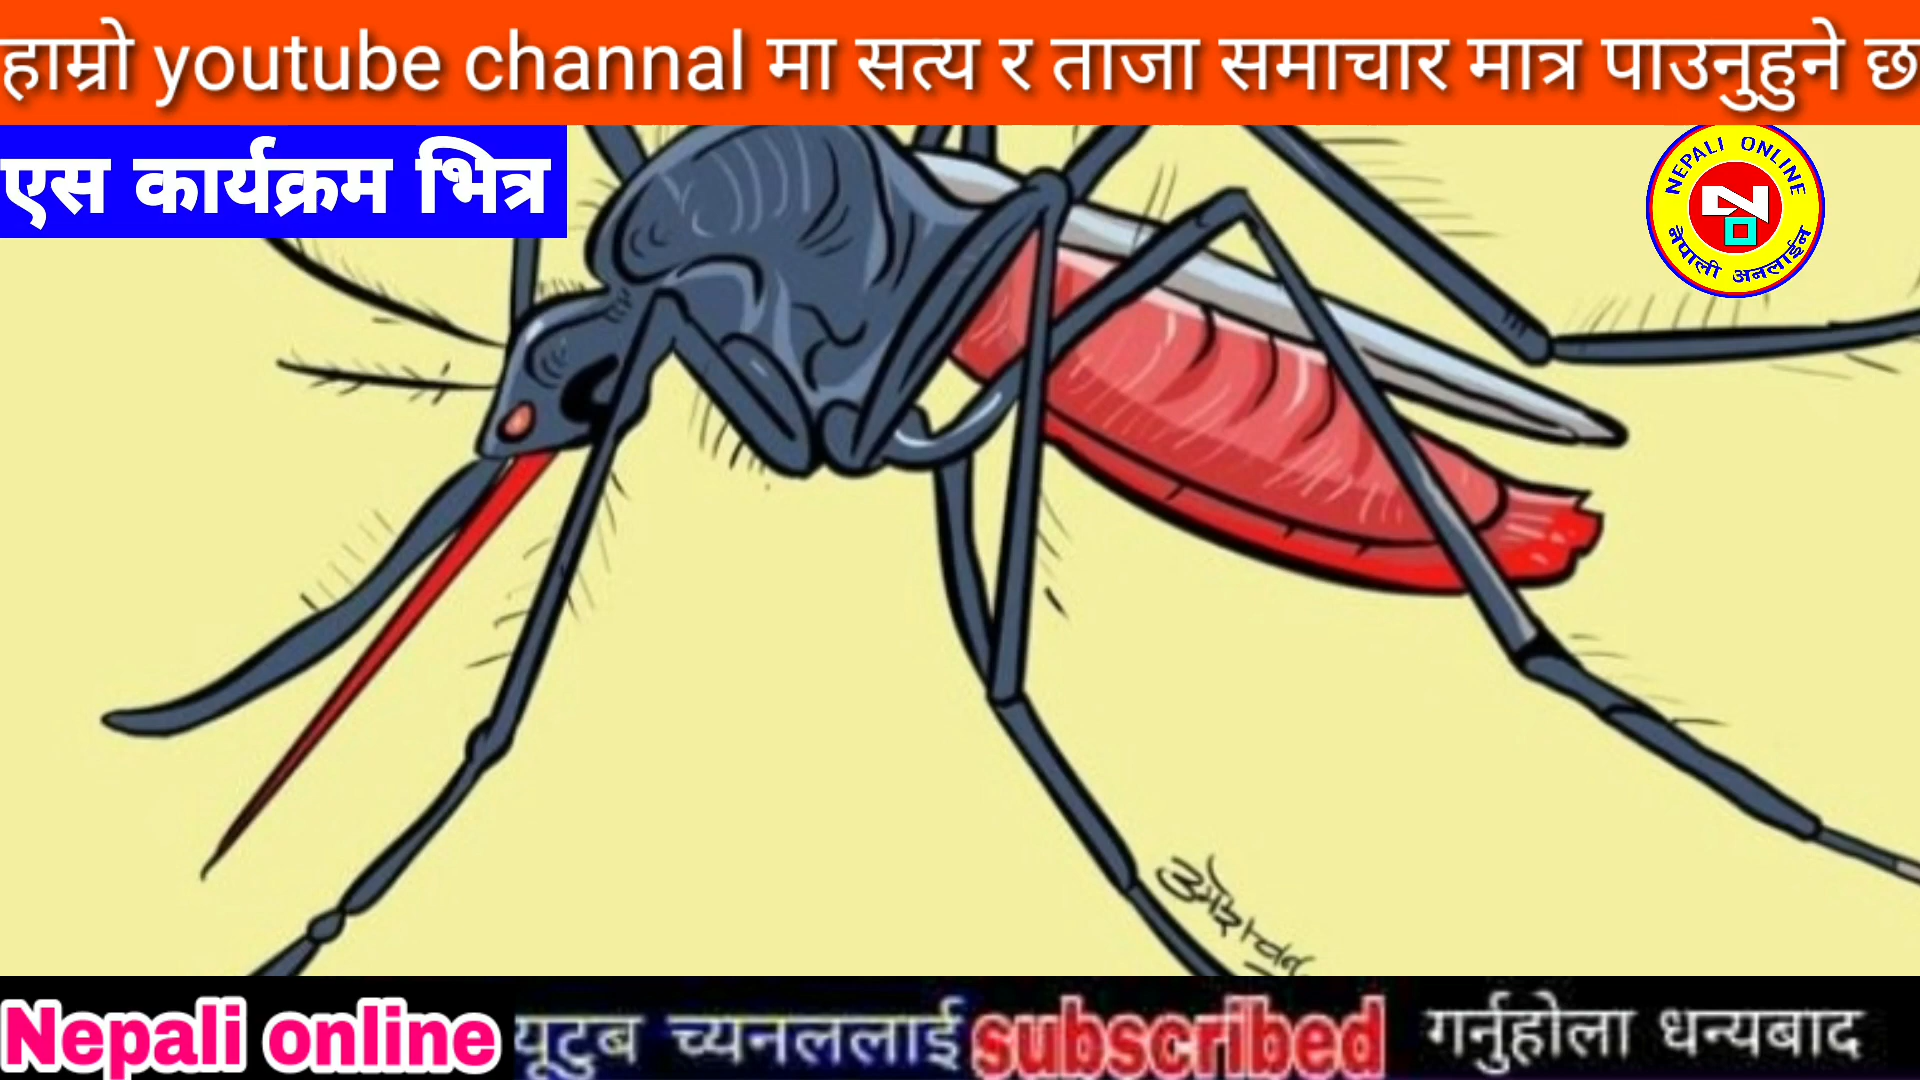 हाम्रो youtube channal मा सत्य र ताजा समाचार मात्र पाउनुहुने छ
एस कार्यक्रम भित्र
NEPALI ONLINE
NO
नेपाली अनलाईन
Nepali online यूटुब च्यनललाई subscribed गर्नुहोला धन्यबाद